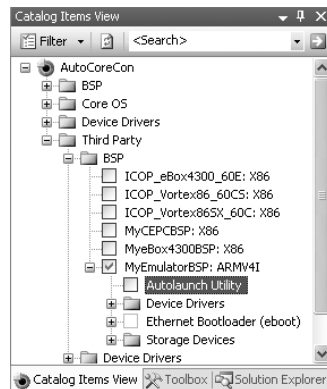 Catalog Items View
Filter
<Search>
AutoCoreCon
BSP
Core OS
Device Drivers
Third Party
BSP
ICOP_eBox4300_60E: X86
ICOP_Vortex86_60CS: X86
ICOP_Vortex86SX_60C: X86
MyCEPCBSP: X86
MyeBox4300BSP: X86
MyEmulatorBSP: ARMV4I
Autolaunch Utility
Device Drivers
Ethernet Bootloader (eboot)
Storage Devices
Device Drivers
Catalog Items View Toolbox Solution Explorer